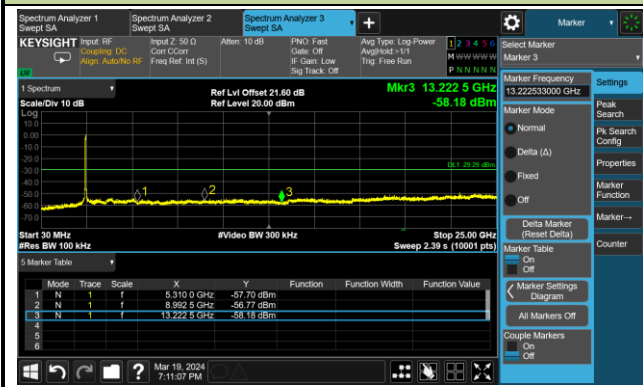 Spectrum Analyzer 1
Swept SA
Spectrum Analyzer 2
Swept SA
Spectrum Analyzer 3
Swept SA
Marker
KEYSIGHT
Input: RF
Coupling: DC
Align: Auto/No RF
Input Z: 50 Ω
Corr CCorr
Freq Ref: Int (S)
Atten: 10 dB
PNO: Fast
Gate: Off
IF Gain: Low
Sig Track: Off
Avg Type: Log-Power
Avg|Hold:>1/1
Trig: Free Run
1 2 3 4 5 6
M W W W W W
P N N N N N
LV
Select Marker
Marker 3
1 Spectrum
Scale/Div 10 dB
Log
Ref Lvl Offset 21.60 dB
Ref Level 20.00 dBm
Mkr3 13.222 5 GHz
-58.18 dBm
10.0
0.00
-10.0
-20.0
-30.0
-40.0
-50.0
-60.0
-70.0
DL1 -29.29 dBm
1
2
3
Start 30 MHz
#Res BW 100 kHz
#Video BW 300 kHz
Stop 25.00 GHz
Sweep 2.39 s (10001 pts)
5 Marker Table
Mode Trace Scale X Y Function Function Width Function Value
1 N 1 f 5.310 0 GHz -57.70 dBm
2 N 1 f 8.992 5 GHz -56.77 dBm
3 N 1 f 13.222 5 GHz -58.18 dBm
4
5
6
Marker Frequency
13.222533000 GHz
Marker Mode
Normal
Delta (Δ)
Fixed
Off
Delta Marker
(Reset Delta)
Marker Table
On
Off
Marker Settings
Diagram
All Markers Off
Couple Markers
On
Off
Settings
Peak
Search
Pk Search
Config
Properties
Marker
Function
Marker→
Counter
?
Mar 19, 2024
7:11:07 PM